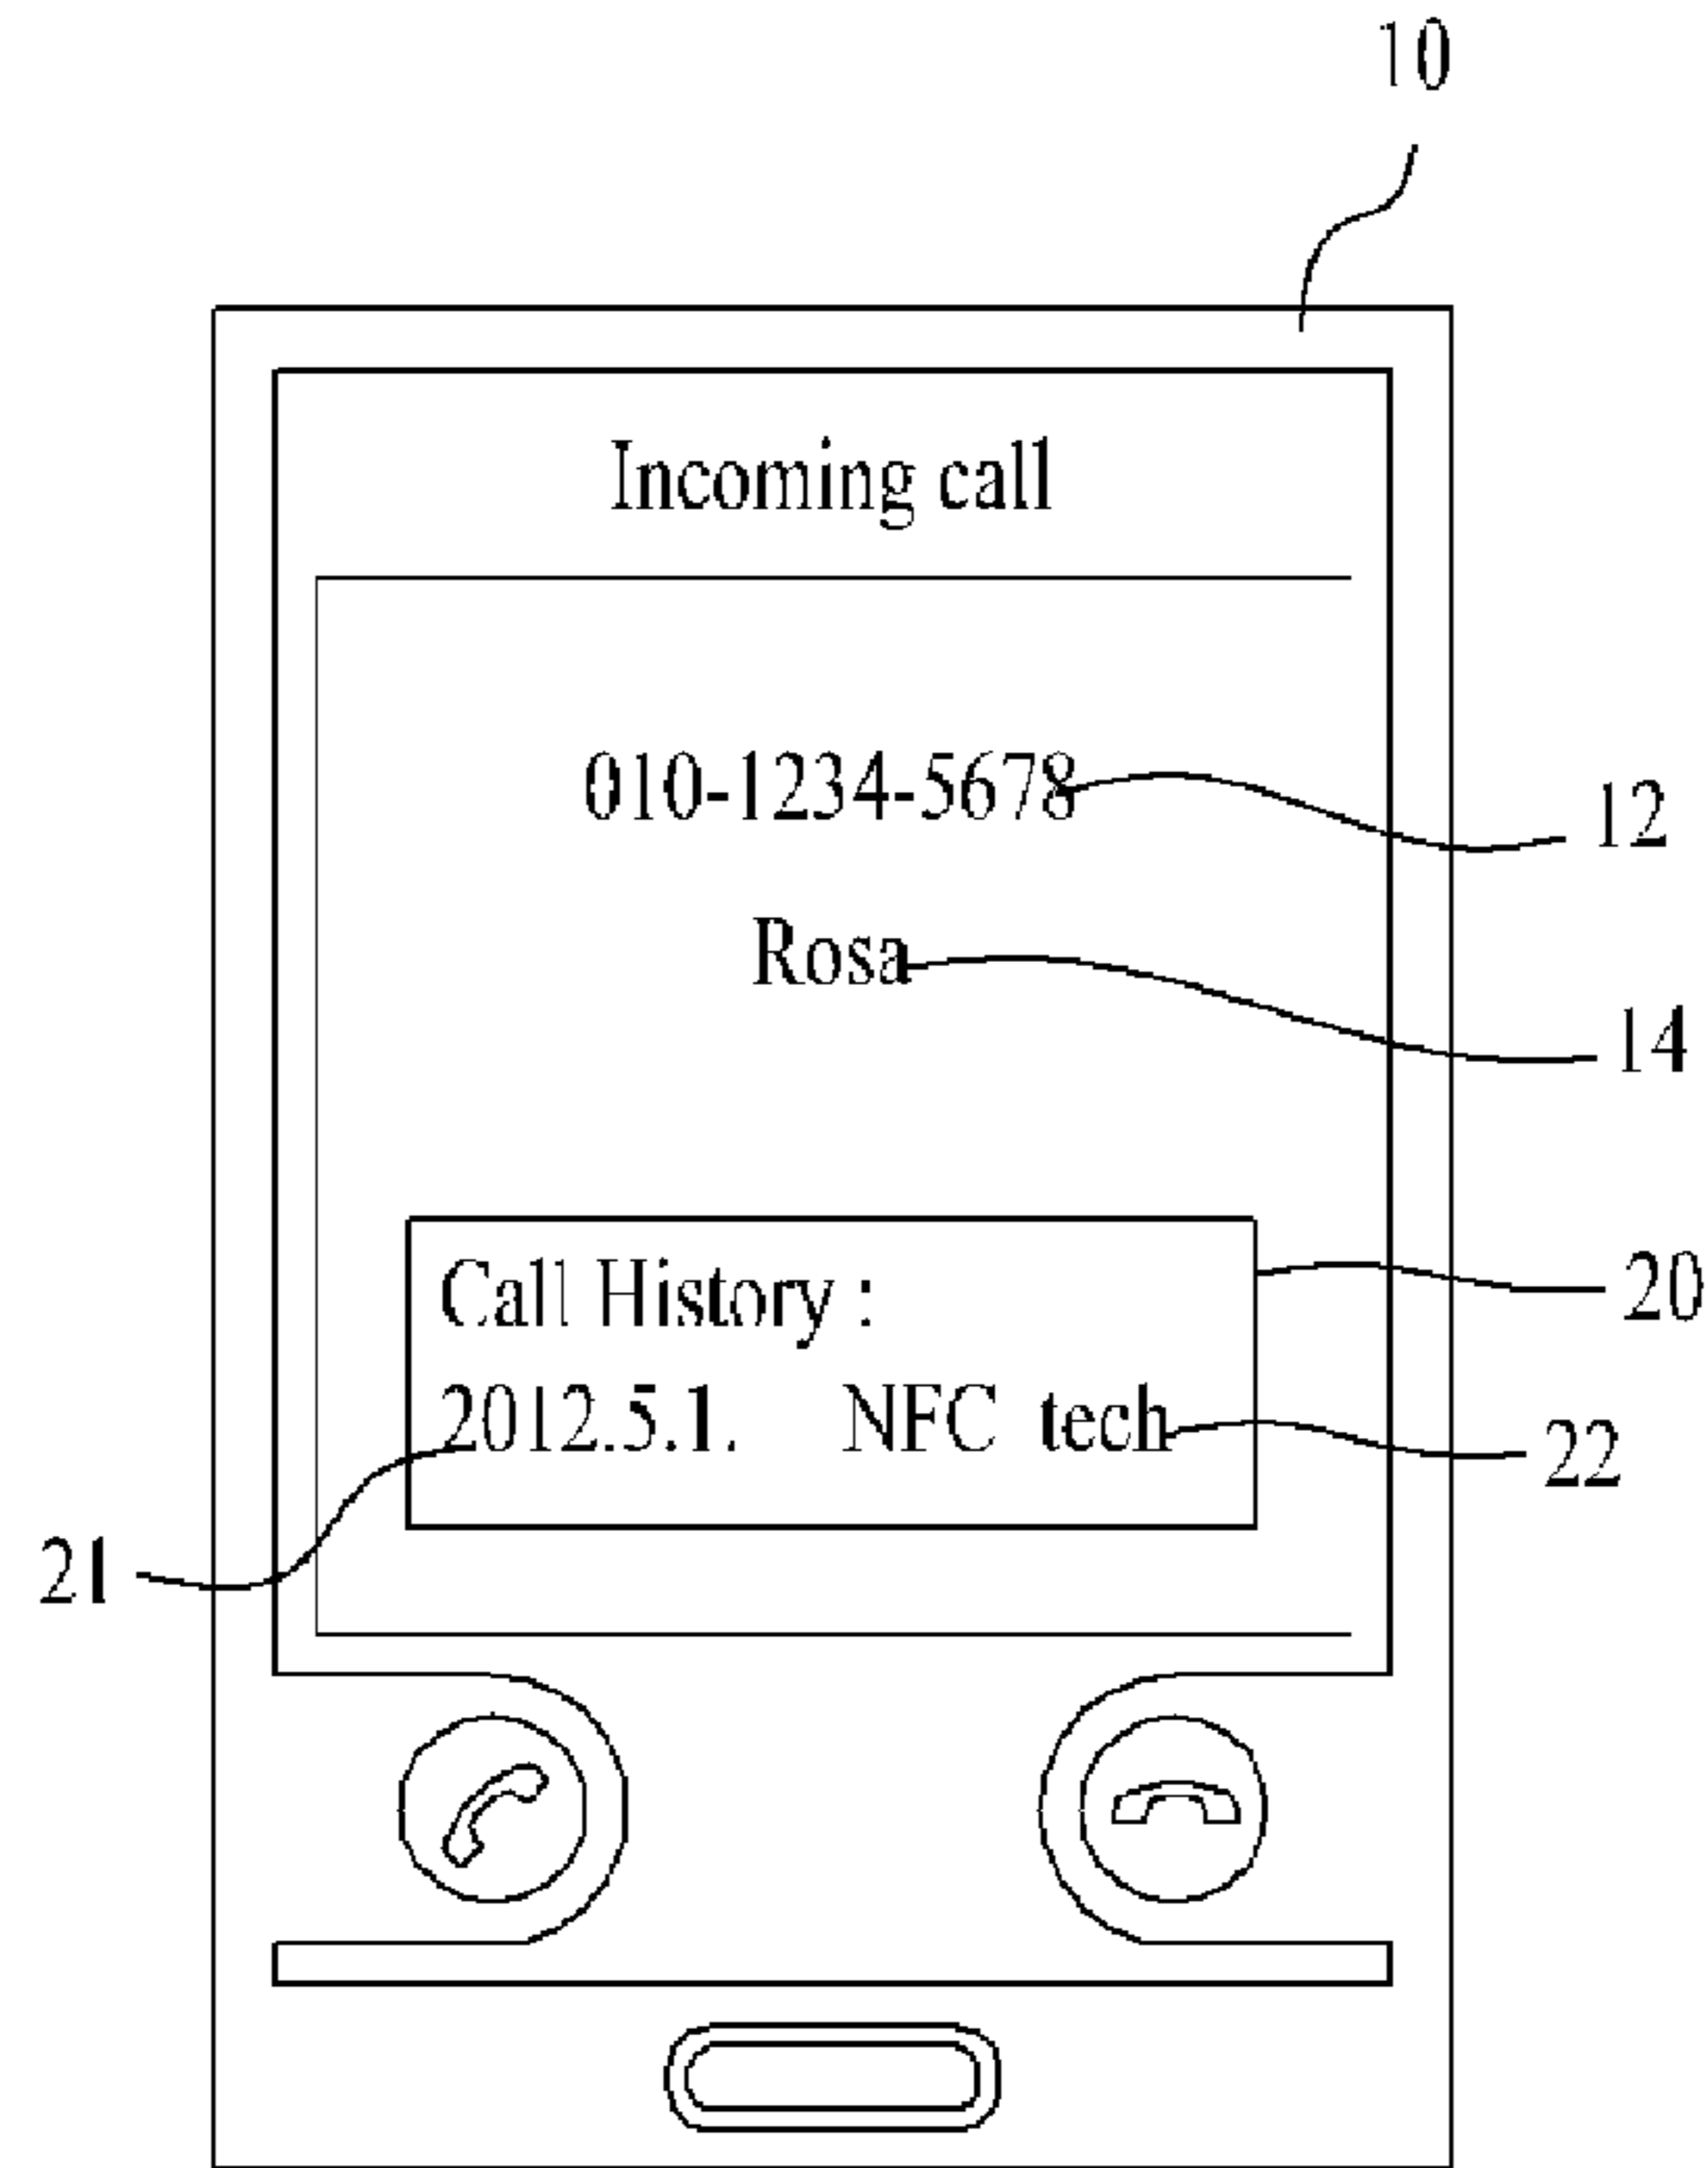 10
Incoming call
010-1234-5678
12
Rosa
14
Call History :
20
2012.5.1. NFC tech
22
21